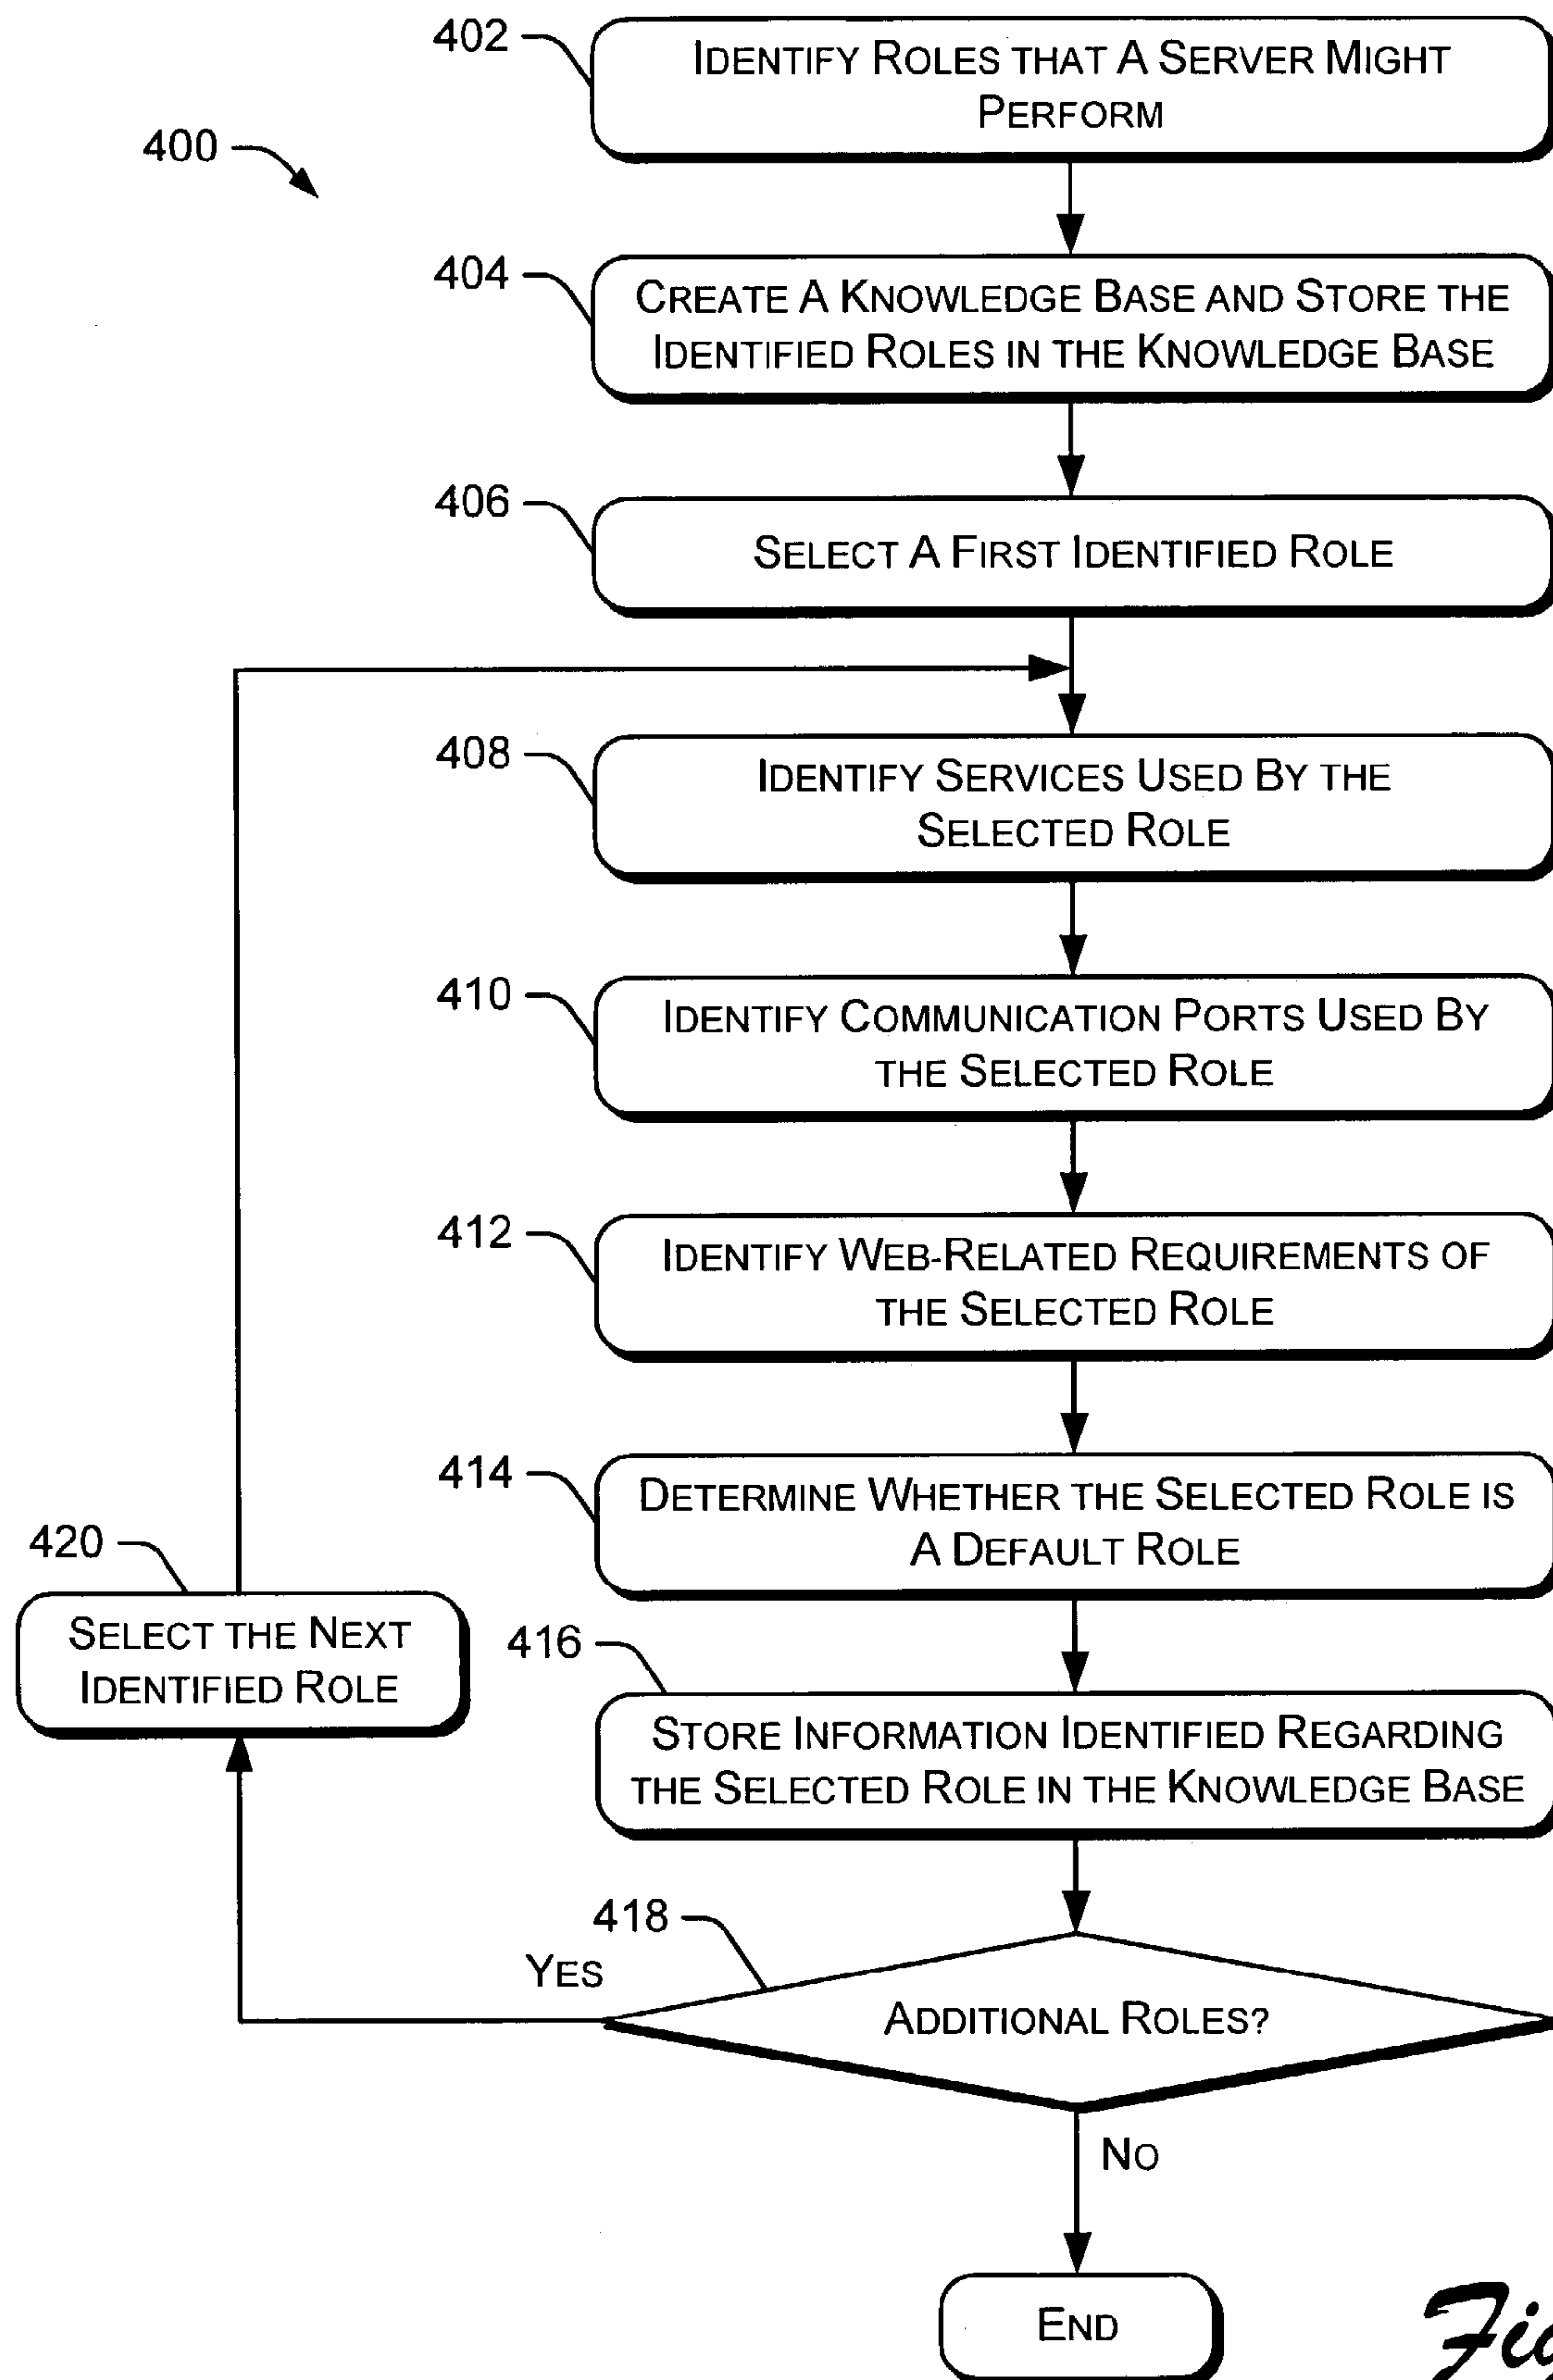 402
IDENTIFY ROLES THAT A SERVER MIGHT
PERFORM
400
404
CREATE A KNOWLEDGE BASE AND STORE THE
IDENTIFIED ROLES IN THE KNOWLEDGE BASE
406
SELECT A FIRST IDENTIFIED ROLE
408
IDENTIFY SERVICES USED BY THE
SELECTED ROLE
410
IDENTIFY COMMUNICATION PORTS USED BY
THE SELECTED ROLE
412
IDENTIFY WEB-RELATED REQUIREMENTS OF
THE SELECTED ROLE
414
DETERMINE WHETHER THE SELECTED ROLE IS
A DEFAULT ROLE
420
SELECT THE NEXT
IDENTIFIED ROLE
416
STORE INFORMATION IDENTIFIED REGARDING
THE SELECTED ROLE IN THE KNOWLEDGE BASE
418
YES
ADDITIONAL ROLES?
NO
END